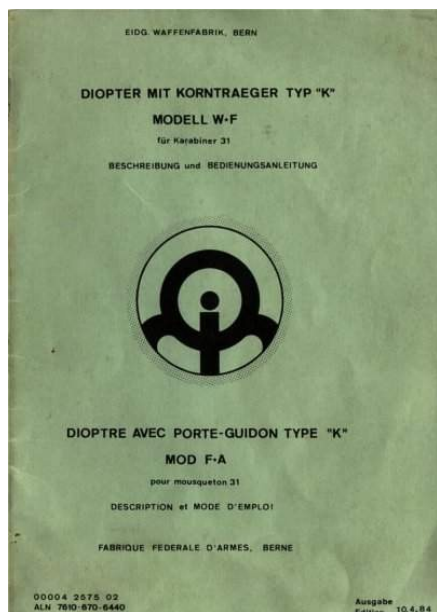 EIDG. WAFFENFABRIK, BERN
DIOPTER MIT KORNTRAEGER TYP "K"
MODELL W·F
für Karabiner 31
BESCHREIBUNG und BEDIENUNGSANLEITUNG
DIOPTRE AVEC PORTE-GUIDON TYPE "K"
MOD F·A
pour mousqueton 31
DESCRIPTION et MODE D'EMPLOI
FABRIQUE FEDERALE D'ARMES, BERNE
00004 2575 02
ALN 7610-870-6440
Ausgabe
Edition 10.4.84